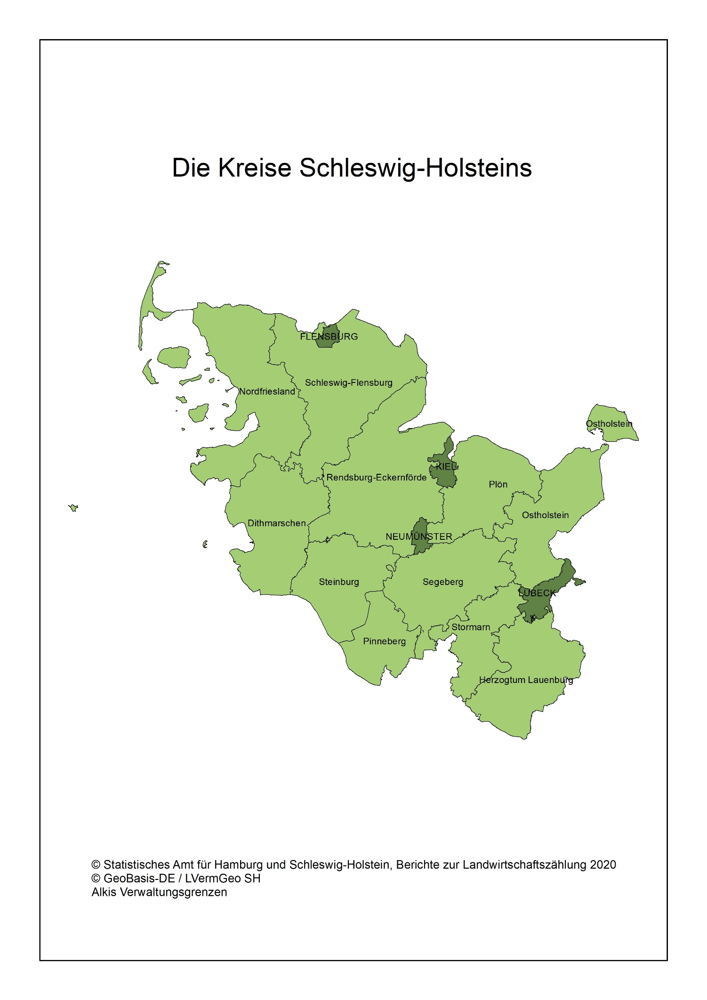 Die Kreise Schleswig-Holsteins
FLENSBURG
Schleswig-Flensburg
Nordfriesland
Ostholstein
KIEL
Rendsburg-Eckernförde
Plön
Ostholstein
Dithmarschen
NEUMÜNSTER
Steinburg
Segeberg
LÜBECK
Stormarn
Pinneberg
Herzogtum Lauenburg
© Statistisches Amt für Hamburg und Schleswig-Holstein, Berichte zur Landwirtschaftszählung 2020
© GeoBasis-DE / LVermGeo SH
Alkis Verwaltungsgrenzen